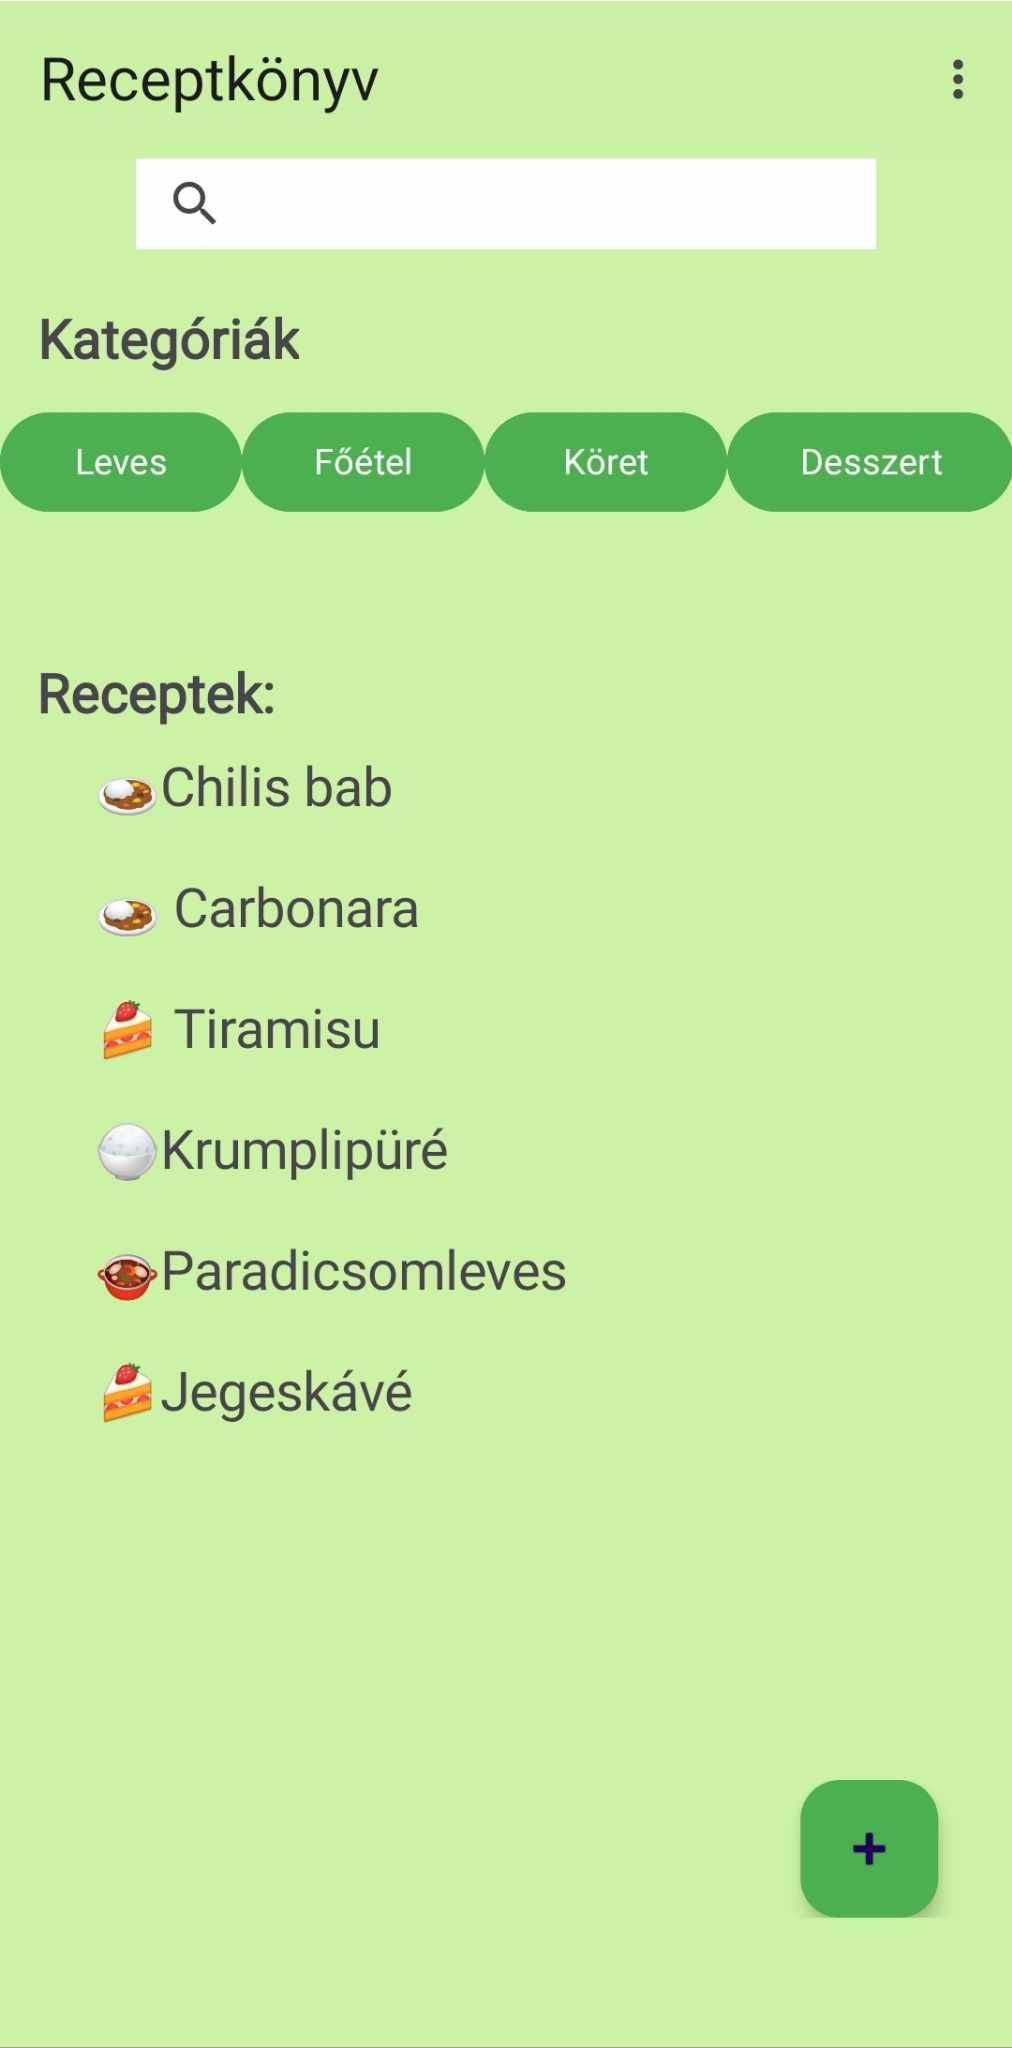 Receptkönyv
Kategóriák
Leves Főétel Köret Desszert
Receptek:
🍛Chilis bab
🍛 Carbonara
🍰 Tiramisu
🍚Krumplipüré
🍲Paradicsomleves
🍰Jegeskávé
+